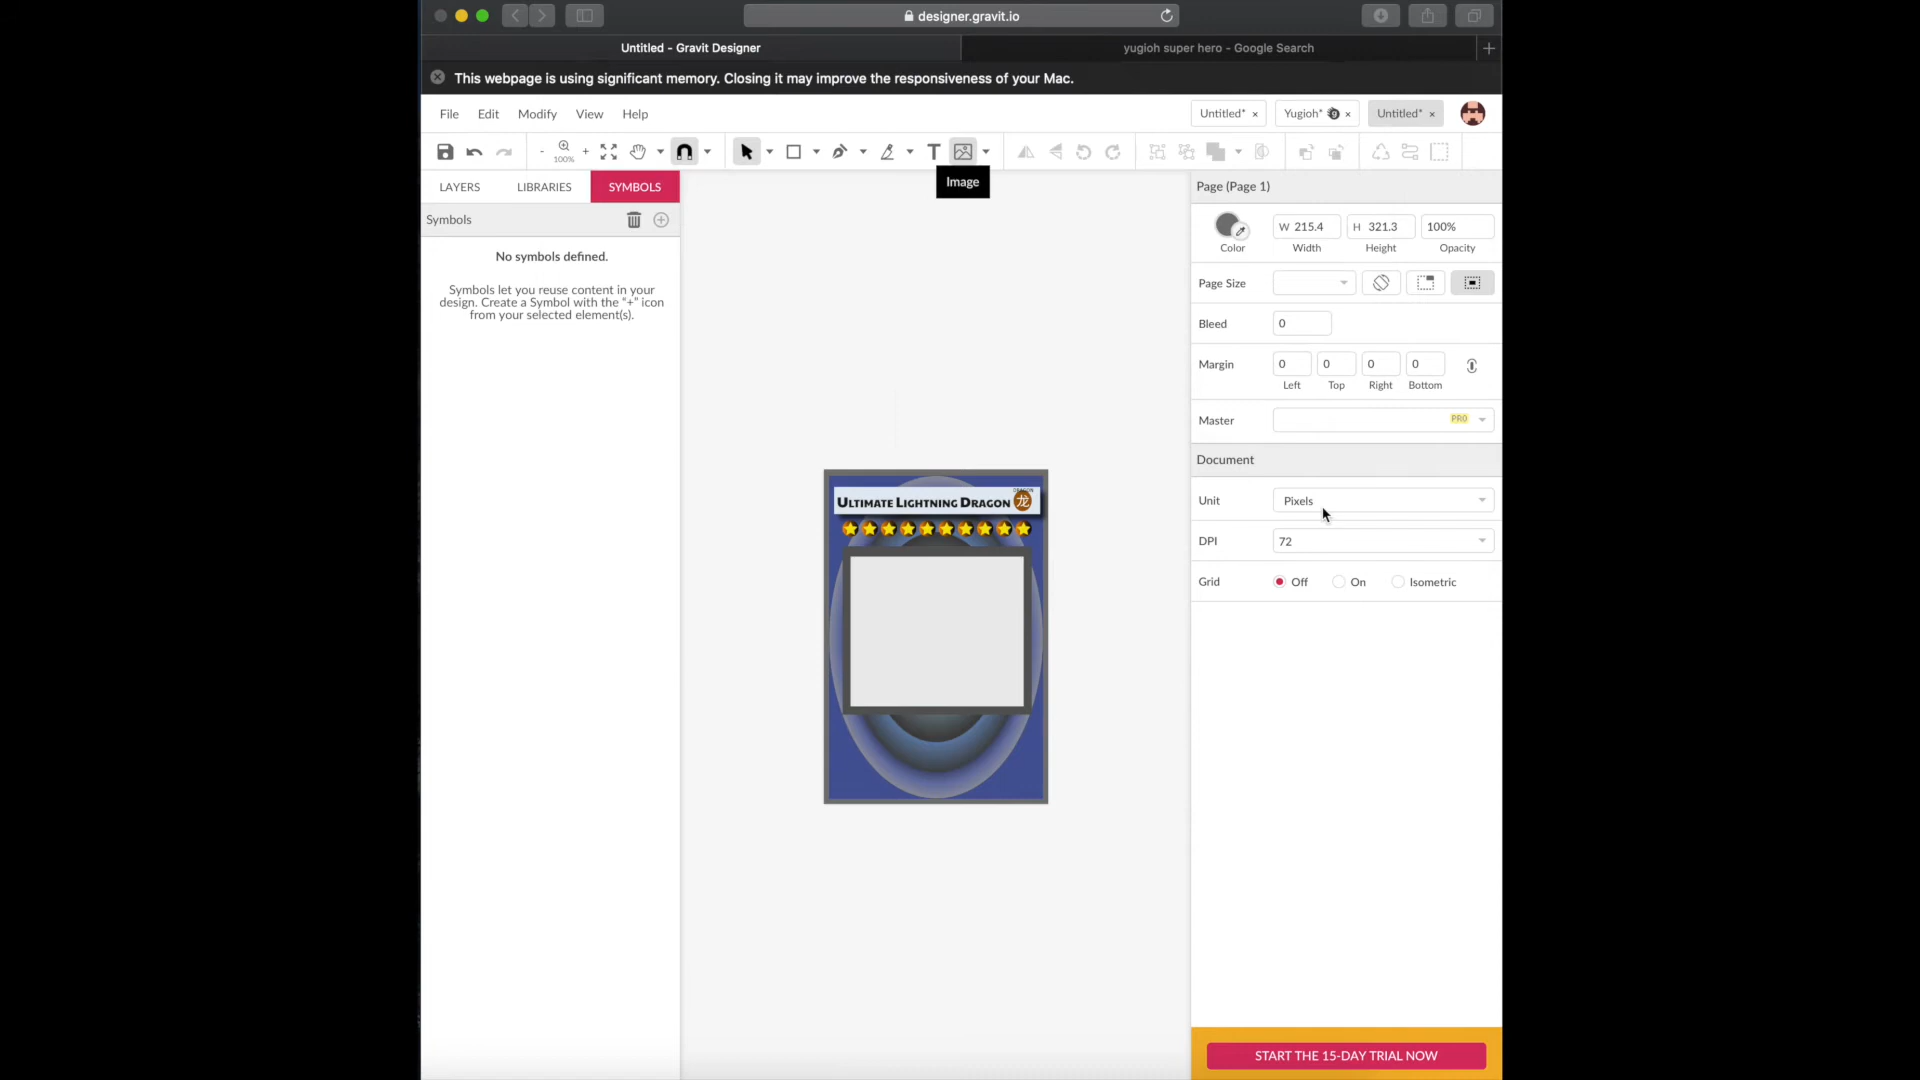 designer.gravit.io
Untitled - Gravit Designer
yugioh super hero - Google Search
This webpage is using significant memory. Closing it may improve the responsiveness of your Mac.
File Edit Modify View Help
Untitled* × Yugioh* 9 × Untitled* ×
- 100% +
T
Image
LAYERS LIBRARIES SYMBOLS
Symbols
No symbols defined.
Symbols let you reuse content in your
design. Create a Symbol with the "+" icon
from your selected element(s).
DRAGON
ULTIMATE LIGHTNING DRAGON 龙
Page (Page 1)
W 215.4 H 321.3 100%
Color Width Height Opacity
Page Size
Bleed 0
Margin 0 0 0 0
Left Top Right Bottom
Master PRO
Document
Unit Pixels
DPI 72
Grid Off On Isometric
START THE 15-DAY TRIAL NOW